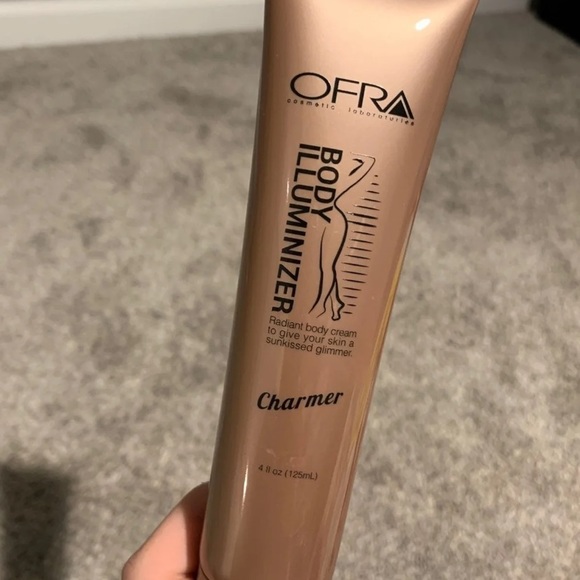 OFRA
cosmetic laboratories
BODY
ILLUMINIZER
Radiant body cream
to give your skin a
sunkissed glimmer.
Charmer
4 fl oz (125mL)